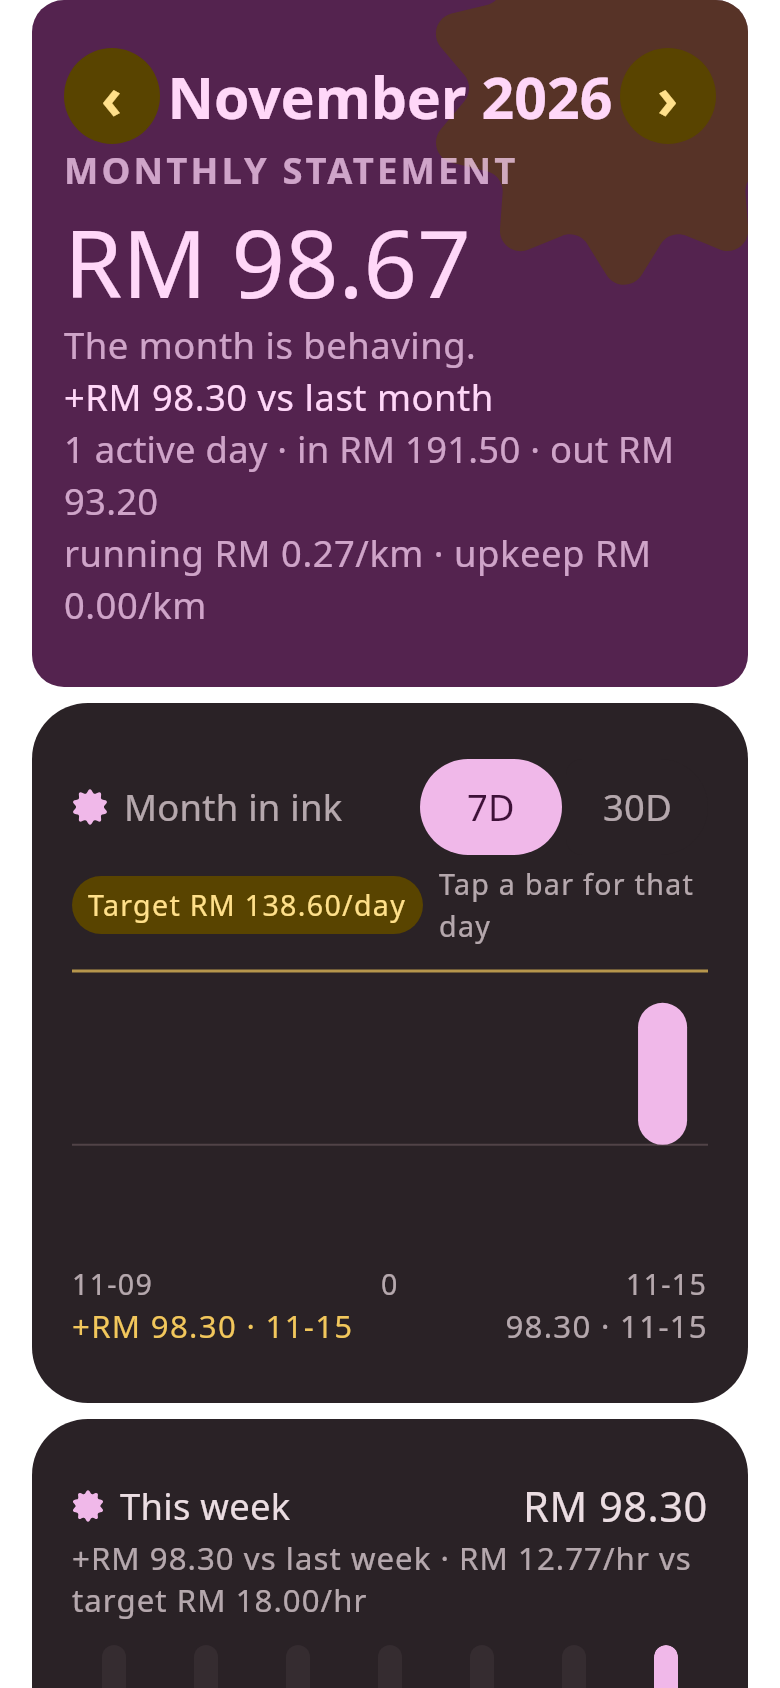 ‹ November 2026 ›
MONTHLY STATEMENT
RM 98.67
The month is behaving.
+RM 98.30 vs last month
1 active day · in RM 191.50 · out RM
93.20
running RM 0.27/km · upkeep RM
0.00/km
Month in ink 7D 30D
Target RM 138.60/day
Tap a bar for that
day
11-09 0 11-15
+RM 98.30 · 11-15 98.30 · 11-15
This week RM 98.30
+RM 98.30 vs last week · RM 12.77/hr vs
target RM 18.00/hr